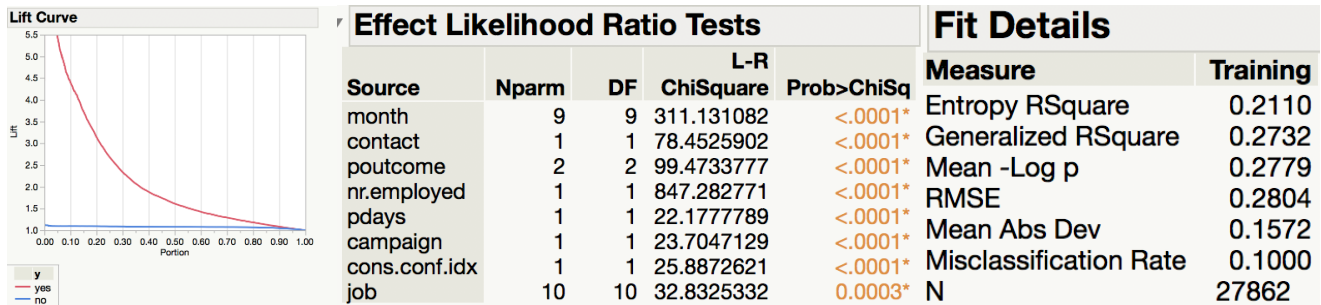 Lift Curve
5.5
5.0
4.5
4.0
3.5
3.0
2.5
2.0
1.5
1.0
Lift
0.00 0.10 0.20 0.30 0.40 0.50 0.60 0.70 0.80 0.90 1.00
Portion
y
yes
no
Effect Likelihood Ratio Tests
L-R
Source Nparm DF ChiSquare Prob>ChiSq
month 9 9 311.131082 <.0001*
contact 1 1 78.4525902 <.0001*
poutcome 2 2 99.4733777 <.0001*
nr.employed 1 1 847.282771 <.0001*
pdays 1 1 22.1777789 <.0001*
campaign 1 1 23.7047129 <.0001*
cons.conf.idx 1 1 25.8872621 <.0001*
job 10 10 32.8325332 0.0003*
Fit Details
Measure Training
Entropy RSquare 0.2110
Generalized RSquare 0.2732
Mean -Log p 0.2779
RMSE 0.2804
Mean Abs Dev 0.1572
Misclassification Rate 0.1000
N 27862